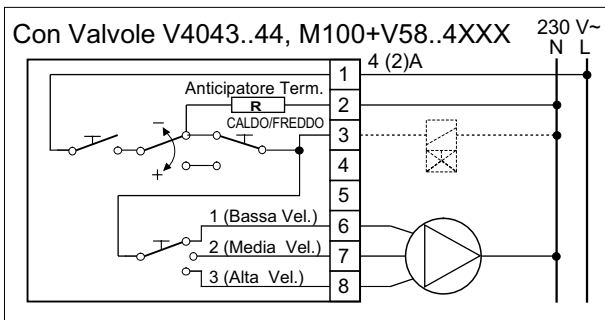 Con Valvole V4043..44, M100+V58..4XXX
230 V~
N L
4 (2)A
1
Anticipatore Term.
R
2
CALDO/FREDDO
3
–
+
4
5
1 (Bassa Vel.)
6
2 (Media Vel.)
7
3 (Alta Vel.)
8